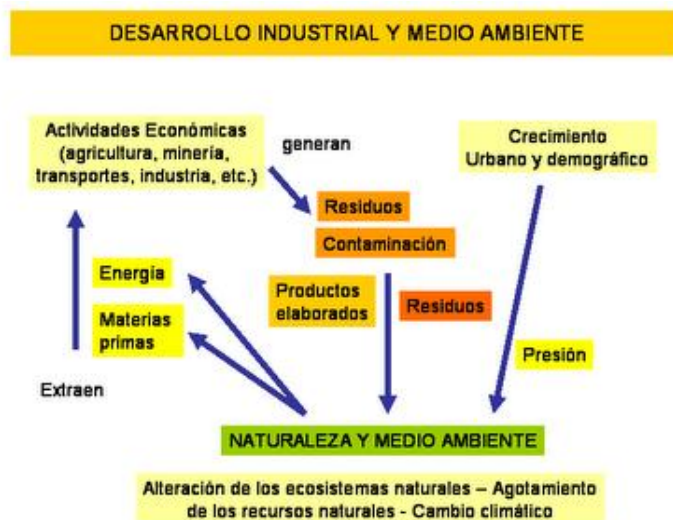 DESARROLLO INDUSTRIAL Y MEDIO AMBIENTE
Actividades Económicas
(agricultura, minería,
transportes, industria, etc.)
generan
Crecimiento
Urbano y demográfico
Residuos
Contaminación
Energía
Productos
elaborados
Residuos
Materias
primas
Presión
Extraen
NATURALEZA Y MEDIO AMBIENTE
Alteración de los ecosistemas naturales – Agotamiento
de los recursos naturales - Cambio climático